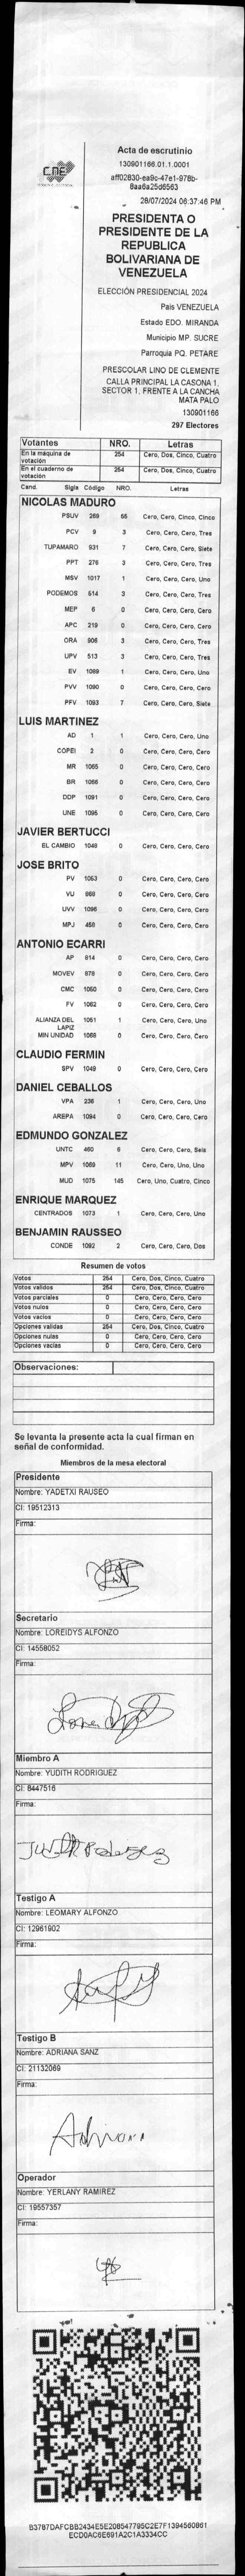 CNE
Acta de escrutinio
130901166.01.1.0001
aff02830-ea9c-47e1-978b-
8aa6a25d6563
28/07/2024 08:37:46 PM
PRESIDENTA O
PRESIDENTE DE LA
REPUBLICA
BOLIVARIANA DE
VENEZUELA
ELECCIÓN PRESIDENCIAL 2024
Pais VENEZUELA
Estado EDO. MIRANDA
Municipio MP. SUCRE
Parroquia PQ. PETARE
PRESCOLAR LINO DE CLEMENTE
CALLE PRINCIPAL LA CASONA 1,
SECTOR 1, FRENTE A LA CANCHA
MATA PALO
130901166
297 Electores
Votantes NRO. Letras
En la máquina de votación 254 Cero, Dos, Cinco, Cuatro
En el cuaderno de votación 254 Cero, Dos, Cinco, Cuatro
Cand. Sigla Código NRO. Letras
NICOLAS MADURO
PSUV 268 55 Cero, Cero, Cinco, Cinco
PCV 9 3 Cero, Cero, Cero, Tres
TUPAMARO 931 7 Cero, Cero, Cero, Siete
PPT 276 3 Cero, Cero, Cero, Tres
MSV 1017 1 Cero, Cero, Cero, Uno
PODEMOS 514 3 Cero, Cero, Cero, Tres
MEP 6 0 Cero, Cero, Cero, Cero
APC 219 0 Cero, Cero, Cero, Cero
ORA 906 3 Cero, Cero, Cero, Tres
UPV 513 3 Cero, Cero, Cero, Tres
EV 1089 1 Cero, Cero, Cero, Uno
PVV 1090 0 Cero, Cero, Cero, Cero
PFV 1093 7 Cero, Cero, Cero, Siete
LUIS MARTINEZ
AD 1 1 Cero, Cero, Cero, Uno
COPEI 2 0 Cero, Cero, Cero, Cero
MR 1065 0 Cero, Cero, Cero, Cero
BR 1086 0 Cero, Cero, Cero, Cero
DDP 1091 0 Cero, Cero, Cero, Cero
UNE 1095 0 Cero, Cero, Cero, Cero
JAVIER BERTUCCI
EL CAMBIO 1048 0 Cero, Cero, Cero, Cero
JOSE BRITO
PV 1053 0 Cero, Cero, Cero, Cero
VU 868 0 Cero, Cero, Cero, Cero
UVV 1096 0 Cero, Cero, Cero, Cero
MPJ 458 0 Cero, Cero, Cero, Cero
ANTONIO ECARRI
AP 814 0 Cero, Cero, Cero, Cero
MOVEV 878 0 Cero, Cero, Cero, Cero
CMC 1050 0 Cero, Cero, Cero, Cero
FV 1062 0 Cero, Cero, Cero, Cero
ALIANZA DEL LAPIZ 1051 1 Cero, Cero, Cero, Uno
MIN UNIDAD 1068 0 Cero, Cero, Cero, Cero
CLAUDIO FERMIN
SPV 1049 0 Cero, Cero, Cero, Cero
DANIEL CEBALLOS
VPA 236 1 Cero, Cero, Cero, Uno
AREPA 1094 0 Cero, Cero, Cero, Cero
EDMUNDO GONZALEZ
UNTC 460 6 Cero, Cero, Cero, Seis
MPV 1069 11 Cero, Cero, Uno, Uno
MUD 1075 145 Cero, Uno, Cuatro, Cinco
ENRIQUE MARQUEZ
CENTRADOS 1073 1 Cero, Cero, Cero, Uno
BENJAMIN RAUSSEO
CONDE 1092 2 Cero, Cero, Cero, Dos
Resumen de votos
Votos 254 Cero, Dos, Cinco, Cuatro
Votos validos 254 Cero, Dos, Cinco, Cuatro
Votos parciales 0 Cero, Cero, Cero, Cero
Votos nulos 0 Cero, Cero, Cero, Cero
Votos vacios 0 Cero, Cero, Cero, Cero
Opciones validas 254 Cero, Dos, Cinco, Cuatro
Opciones nulas 0 Cero, Cero, Cero, Cero
Opciones vacias 0 Cero, Cero, Cero, Cero
Observaciones:
Se levanta la presente acta la cual firman en
señal de conformidad.
Miembros de la mesa electoral
Presidente
Nombre: YADETXI RAUSEO
CI: 19512313
Firma:
Secretario
Nombre: LOREIDYS ALFONZO
CI: 14558052
Firma:
Miembro A
Nombre: YUDITH RODRIGUEZ
CI: 6447516
Firma:
Testigo A
Nombre: LEOMARY ALFONZO
CI: 12961902
Firma:
Testigo B
Nombre: ADRIANA SANZ
CI: 21132069
Firma:
Adriana
Operador
Nombre: YERLANY RAMIREZ
CI: 19557357
Firma:
B3787DAFCBB2434E5E208547795C2E7F1394560861
ECD0AC6E691A2C1A3334CC